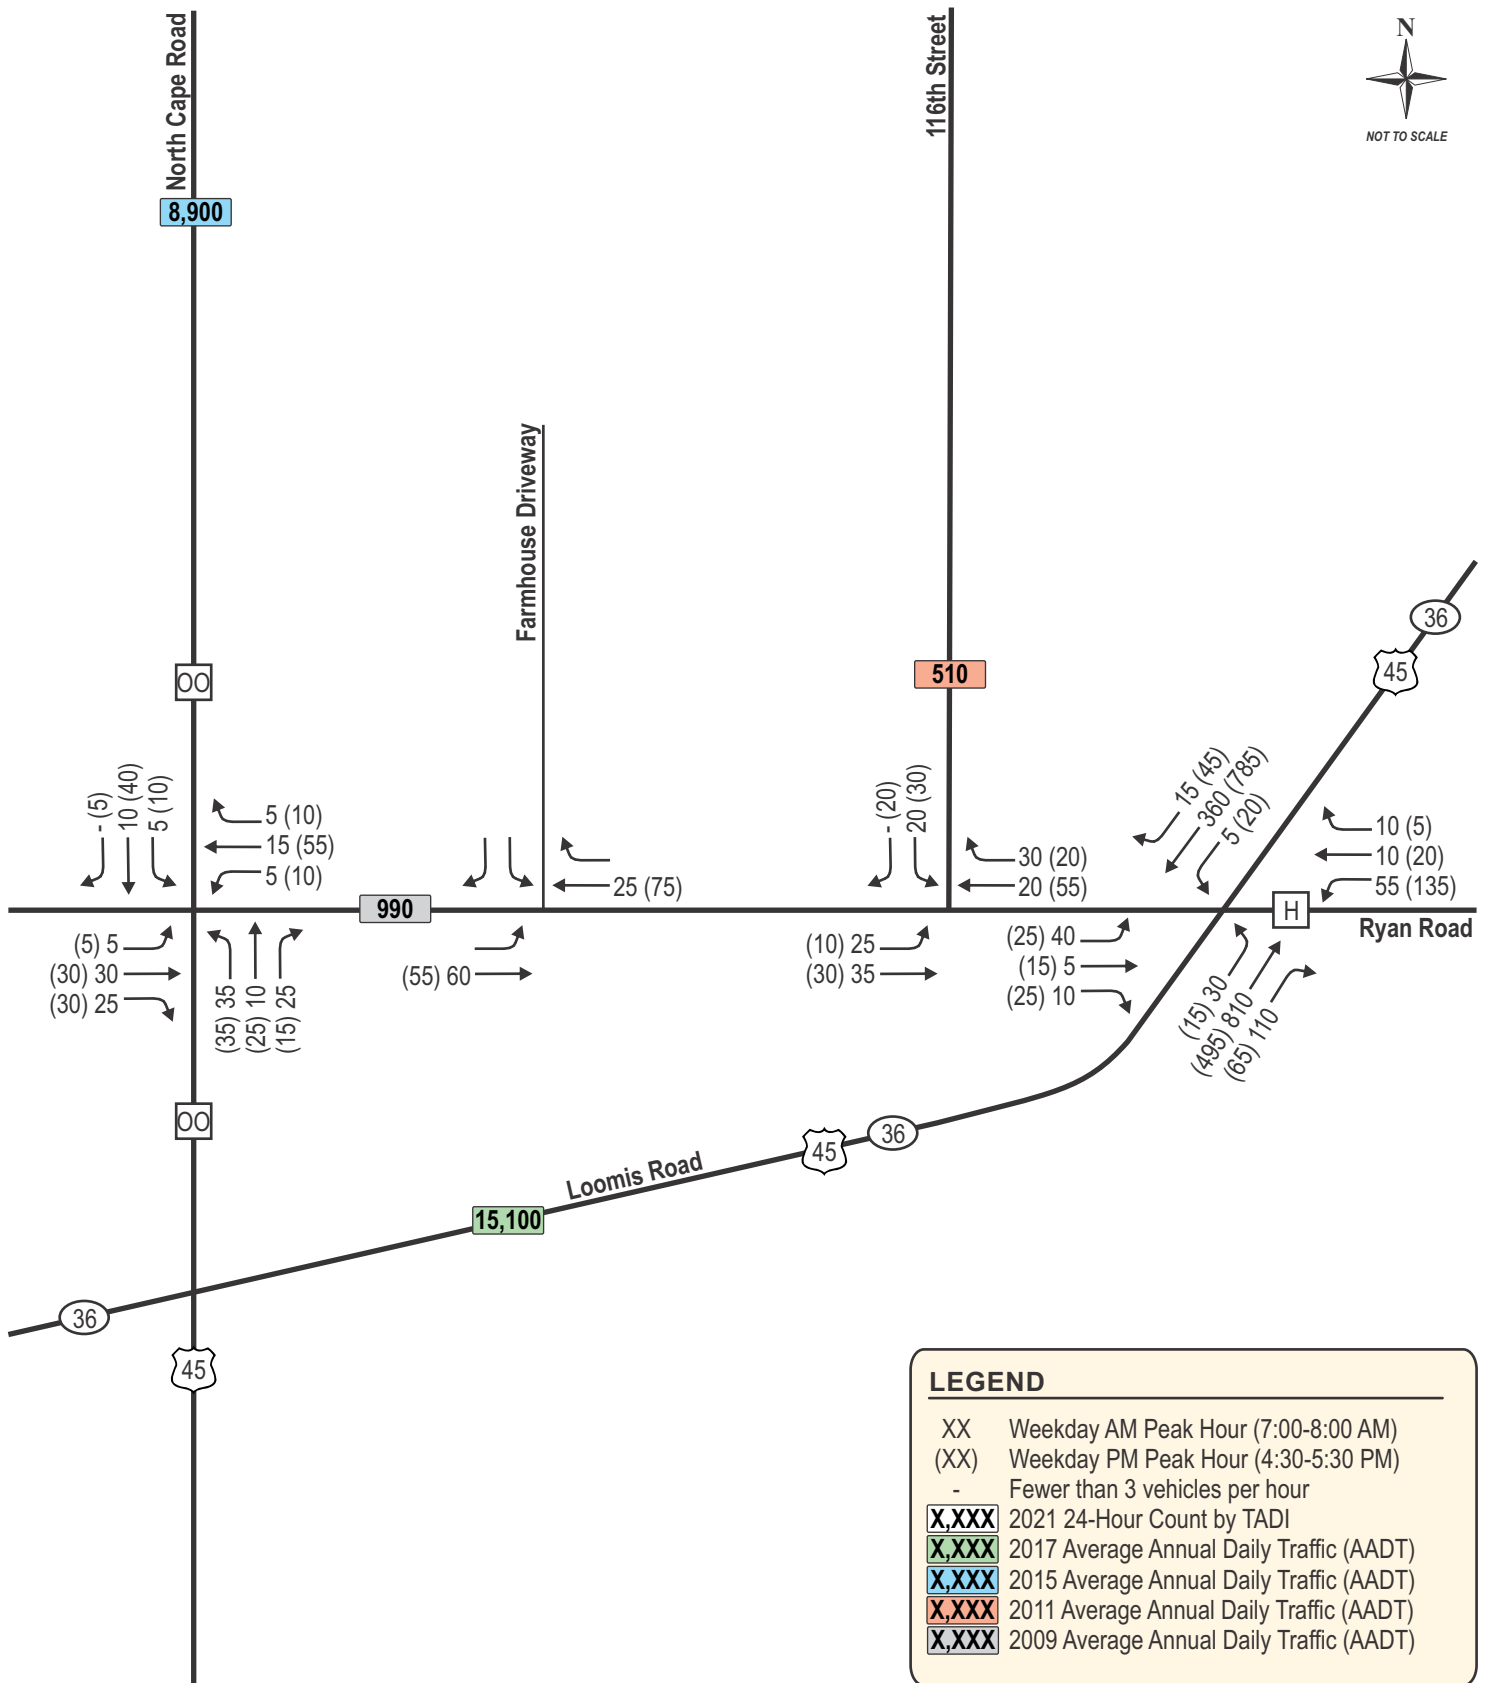 N
NOT TO SCALE
North Cape Road
116th Street
8,900
Farmhouse Driveway
36
45
OO
510
- (5)
10 (40)
5 (10)
5 (10)
15 (55)
5 (10)
990
25 (75)
- (20)
20 (30)
30 (20)
20 (55)
15 (45)
360 (785)
5 (20)
10 (5)
10 (20)
55 (135)
H
Ryan Road
(5) 5
(30) 30
(30) 25
(35) 35
(25) 10
(15) 25
(55) 60
(10) 25
(30) 35
(25) 40
(15) 5
(25) 10
(15) 30
(495) 810
(65) 110
OO
45
36
Loomis Road
15,100
36
45
LEGEND
XX Weekday AM Peak Hour (7:00-8:00 AM)
(XX) Weekday PM Peak Hour (4:30-5:30 PM)
- Fewer than 3 vehicles per hour
X,XXX 2021 24-Hour Count by TADI
X,XXX 2017 Average Annual Daily Traffic (AADT)
X,XXX 2015 Average Annual Daily Traffic (AADT)
X,XXX 2011 Average Annual Daily Traffic (AADT)
X,XXX 2009 Average Annual Daily Traffic (AADT)